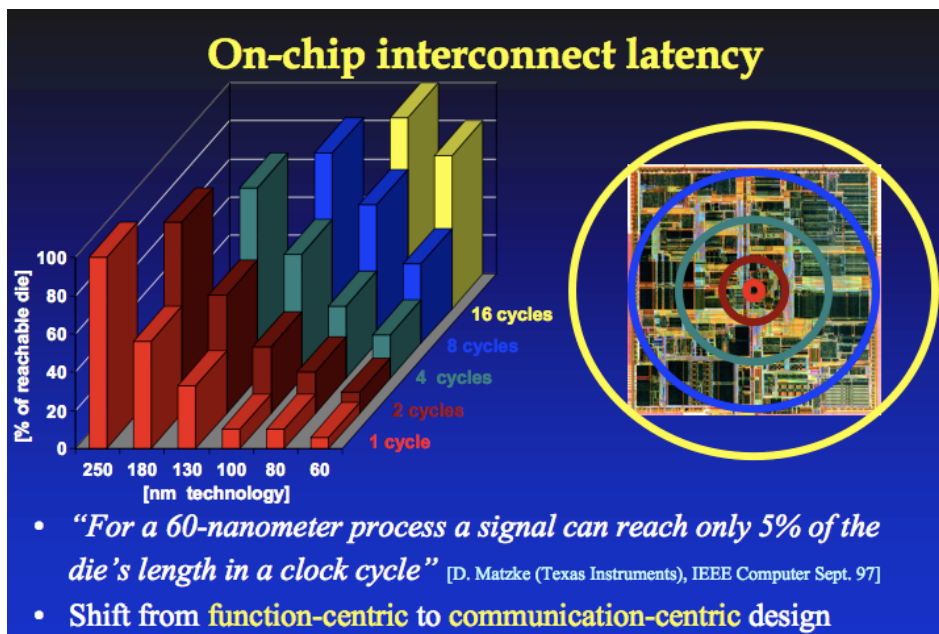 On-chip interconnect latency
[% of reachable die]
100
80
60
40
20
0
250 180 130 100 80 60
[nm technology]
16 cycles
8 cycles
4 cycles
2 cycles
1 cycle
• “For a 60-nanometer process a signal can reach only 5% of the
die’s length in a clock cycle” [D. Matzke (Texas Instruments), IEEE Computer Sept. 97]
• Shift from function-centric to communication-centric design